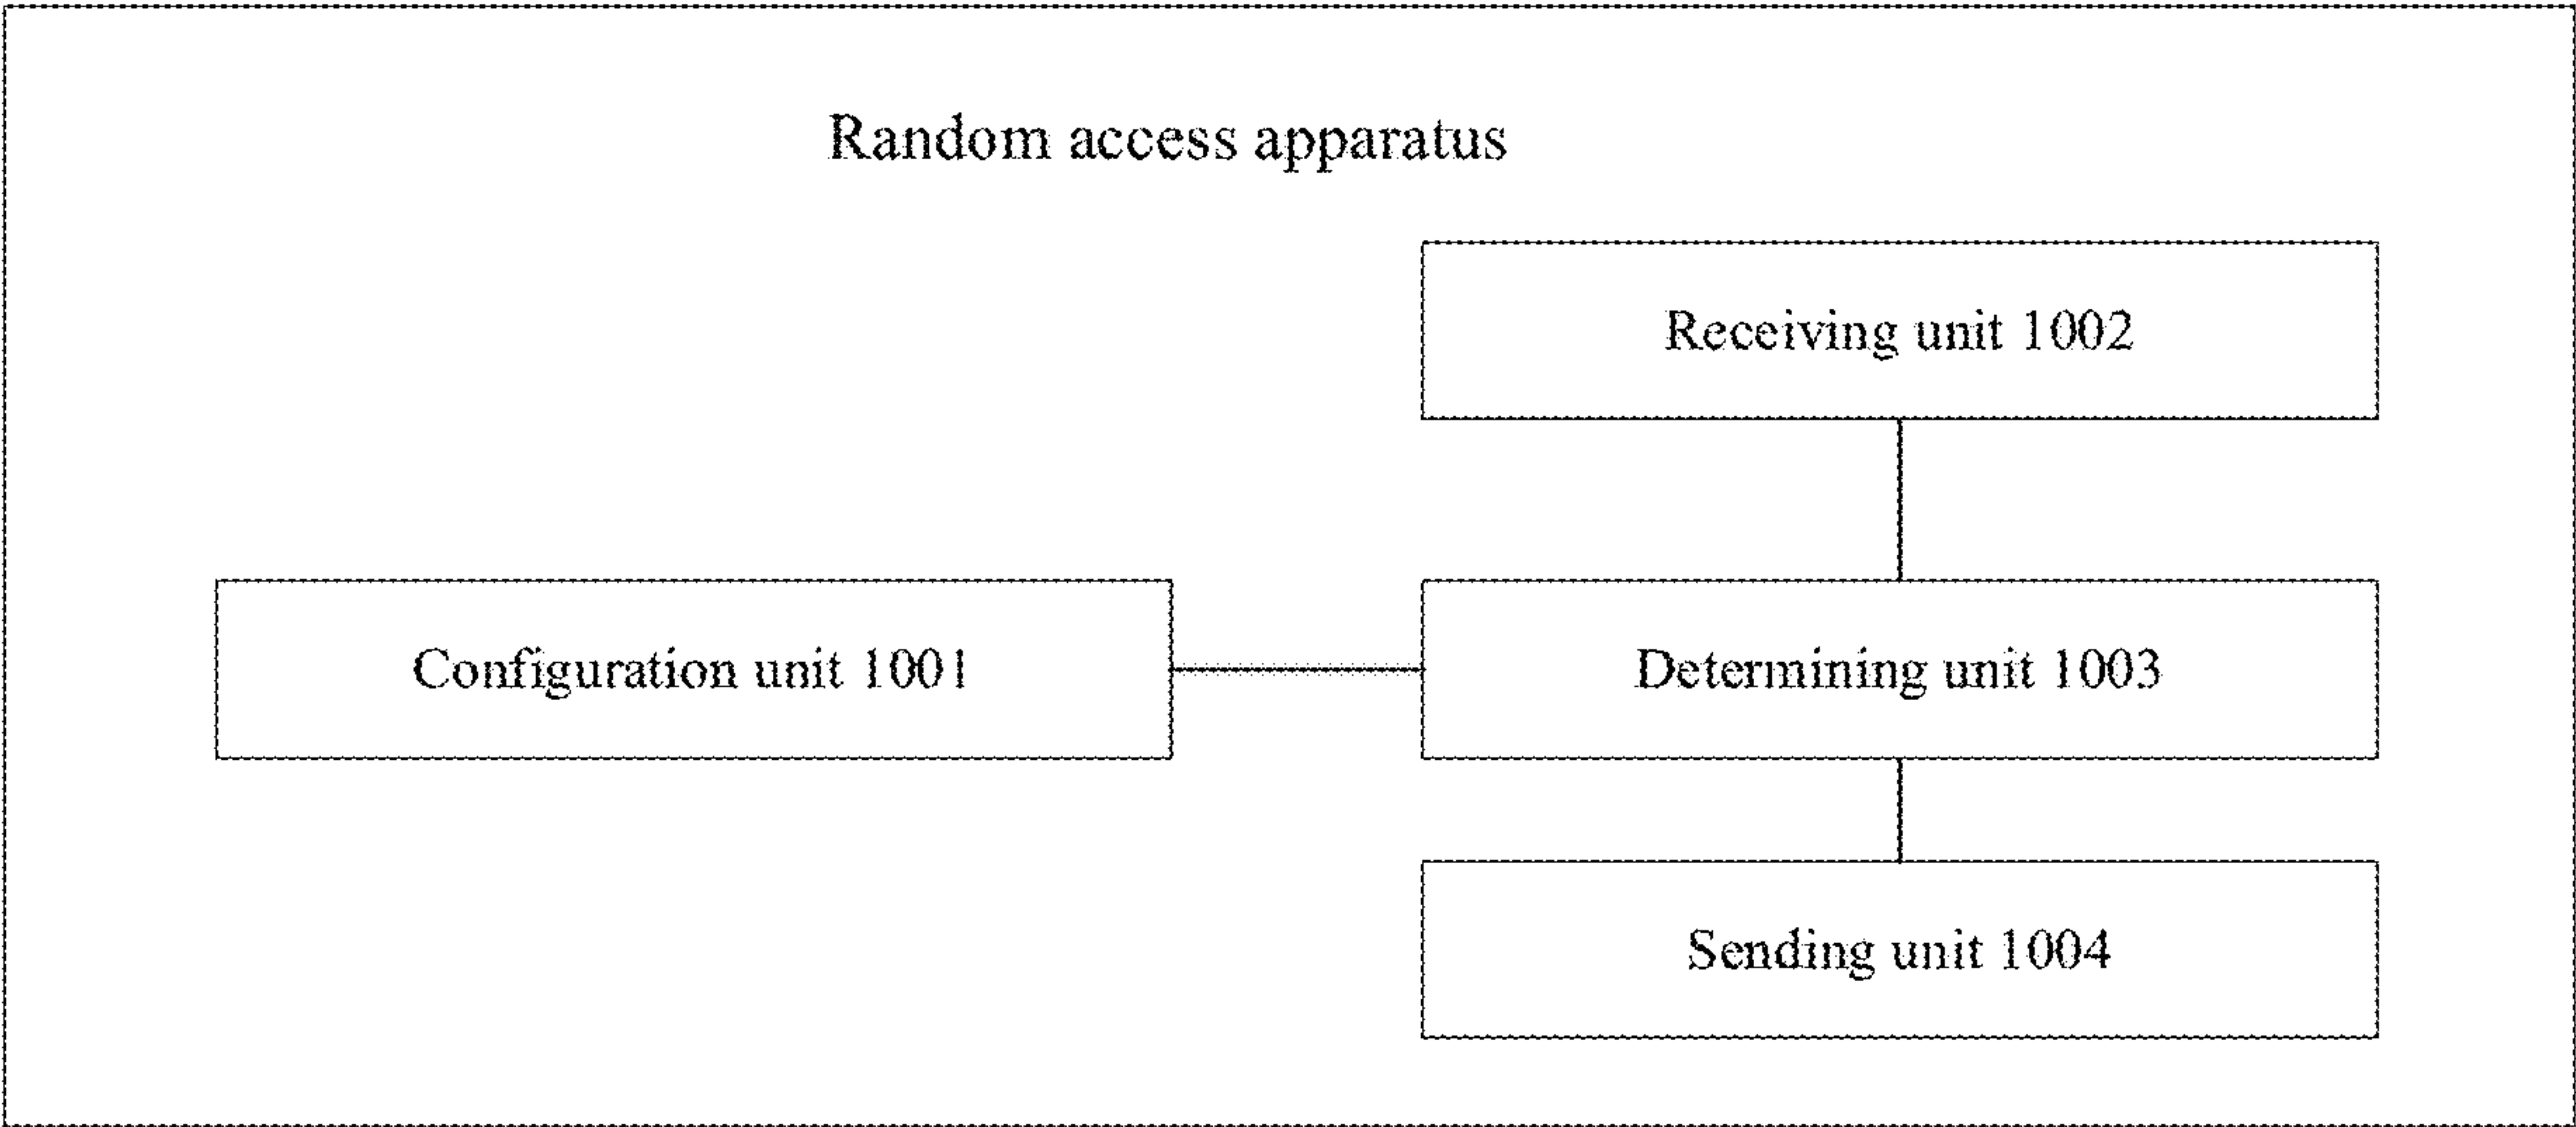 Random access apparatus
Receiving unit 1002
Configuration unit 1001
Determining unit 1003
Sending unit 1004